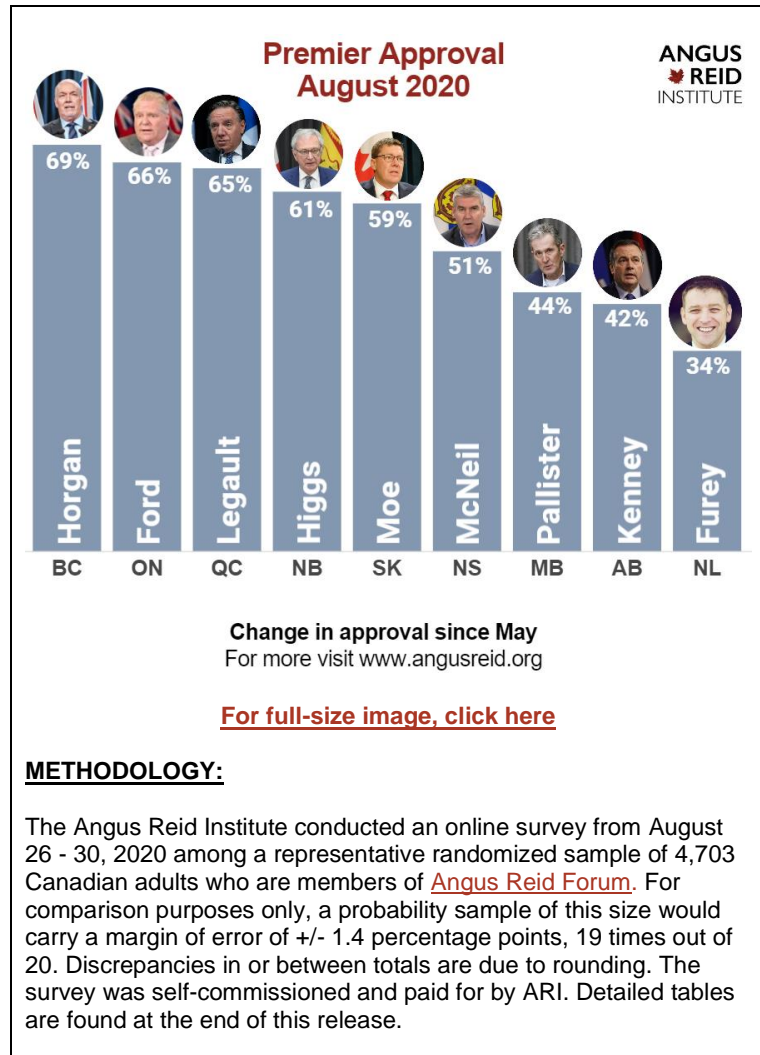 Premier Approval
August 2020
ANGUS
REID
INSTITUTE
69%
66%
65%
61%
59%
51%
44%
42%
34%
Horgan
Ford
Legault
Higgs
Moe
McNeil
Pallister
Kenney
Furey
BC ON QC NB SK NS MB AB NL
Change in approval since May
For more visit www.angusreid.org
For full-size image, click here
METHODOLOGY:
The Angus Reid Institute conducted an online survey from August
26 - 30, 2020 among a representative randomized sample of 4,703
Canadian adults who are members of Angus Reid Forum. For
comparison purposes only, a probability sample of this size would
carry a margin of error of +/- 1.4 percentage points, 19 times out of
20. Discrepancies in or between totals are due to rounding. The
survey was self-commissioned and paid for by ARI. Detailed tables
are found at the end of this release.